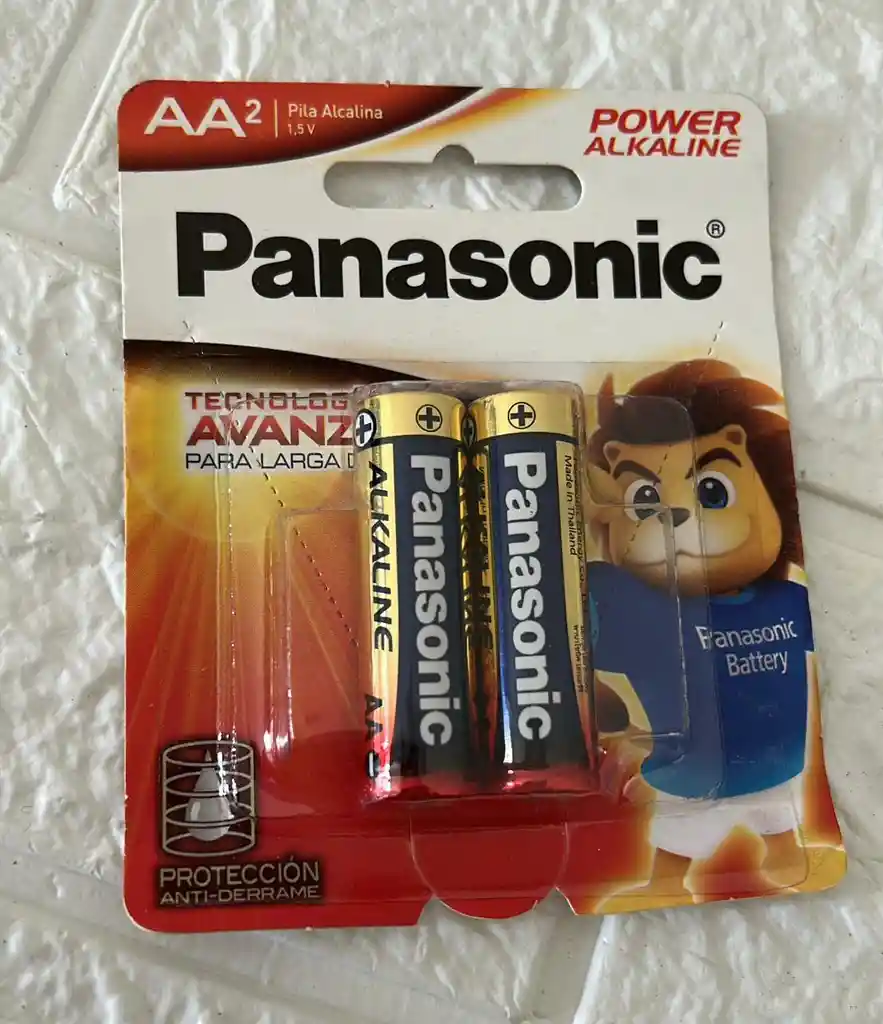 AA2
Pila Alcalina
1,5 V
POWER
ALKALINE
Panasonic®
TECNOLOG
AVANZ
PARA LARGA D
ALKALINE
AA
Panasonic
Panasonic
Made in Thailand
Panasonic
Battery
PROTECCIÓN
ANTI-DERRAME